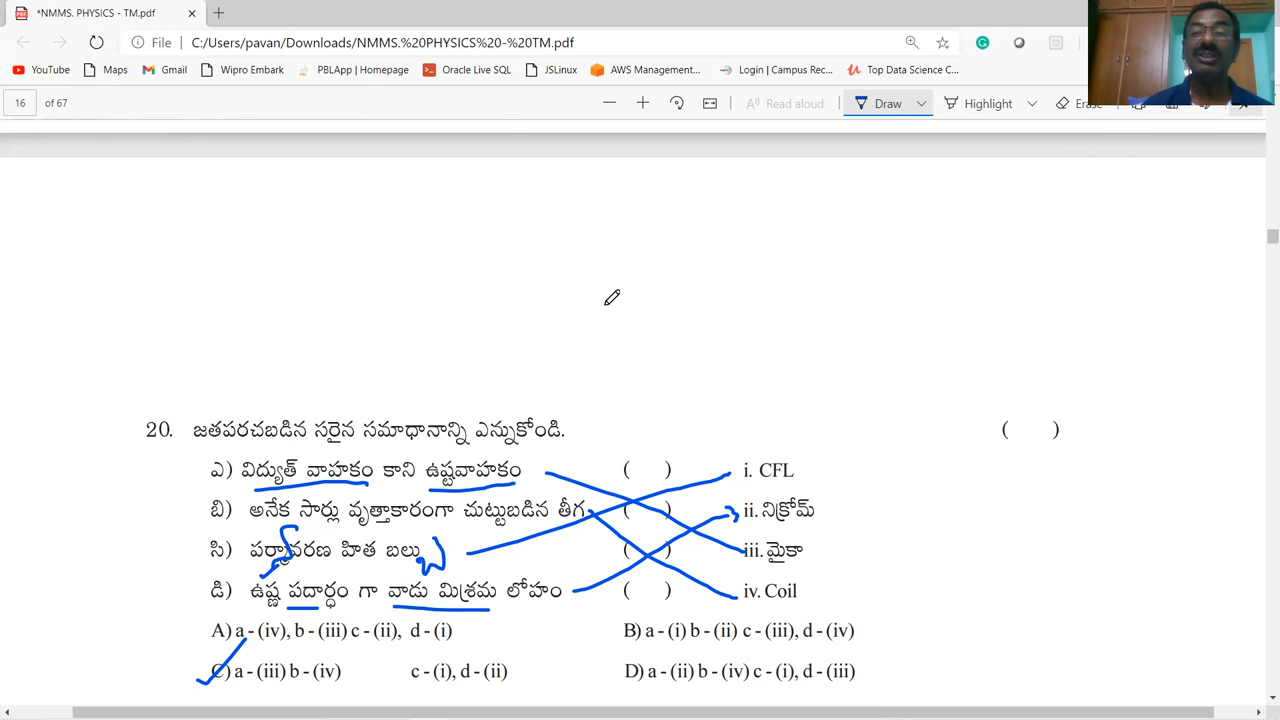 *NMMS. PHYSICS - TM.pdf
File C:/Users/pavan/Downloads/NMMS.%20PHYSICS%20-%20TM.pdf
YouTube Maps Gmail Wipro Embark PBLApp | Homepage Oracle Live SQL JSLinux AWS Management... Login | Campus Rec... Top Data Science C...
16 of 67 Read aloud Draw Highlight Erase
20. జతపరచబడిన సరైన సమాధానాన్ని ఎన్నుకోండి. ( )
ఎ) విద్యుత్ వాహకం కాని ఉష్టవాహకం ( ) i. CFL
బి) అనేక సార్లు వృత్తాకారంగా చుట్టుబడిన తీగ ( ) ii. నిక్రోమ్
సి) పర్యావరణ హిత బల్బు ( ) iii. మైకా
డి) ఉష్ణ పదార్ధం గా వాడు మిశ్రమ లోహం ( ) iv. Coil
A) a - (iv), b - (iii) c - (ii), d - (i) B) a - (i) b - (ii) c - (iii), d - (iv)
C) a - (iii) b - (iv) c - (i), d - (ii) D) a - (ii) b - (iv) c - (i), d - (iii)